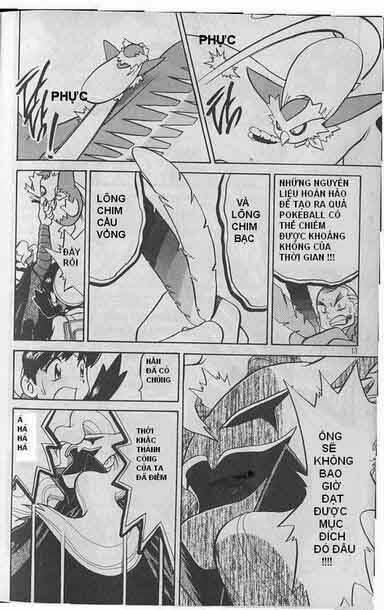 PHỰC
PHỰC
ĐÂY
RỒI
LÔNG
CHIM
CẦU
VỒNG
VÀ
LÔNG
CHIM
BẠC
NHỮNG NGUYÊN
LIỆU HOÀN HẢO
ĐỂ TẠO RA QUẢ
POKEBALL CÓ
THỂ CHIẾM
ĐƯỢC KHOẢNG
KHÔNG CỦA
THỜI GIAN !!!
HẮN
ĐÃ CÓ
CHÚNG
ÔNG
SẼ
KHÔNG
BAO
GIỜ
ĐẠT
ĐƯỢC
MỤC
ĐÍCH
ĐÓ ĐÂU
!!!!
Á
HÁ
HÁ
HÁ
THỜI
KHẮC
THÀNH
CÔNG
CỦA TA
ĐÃ ĐIỂM